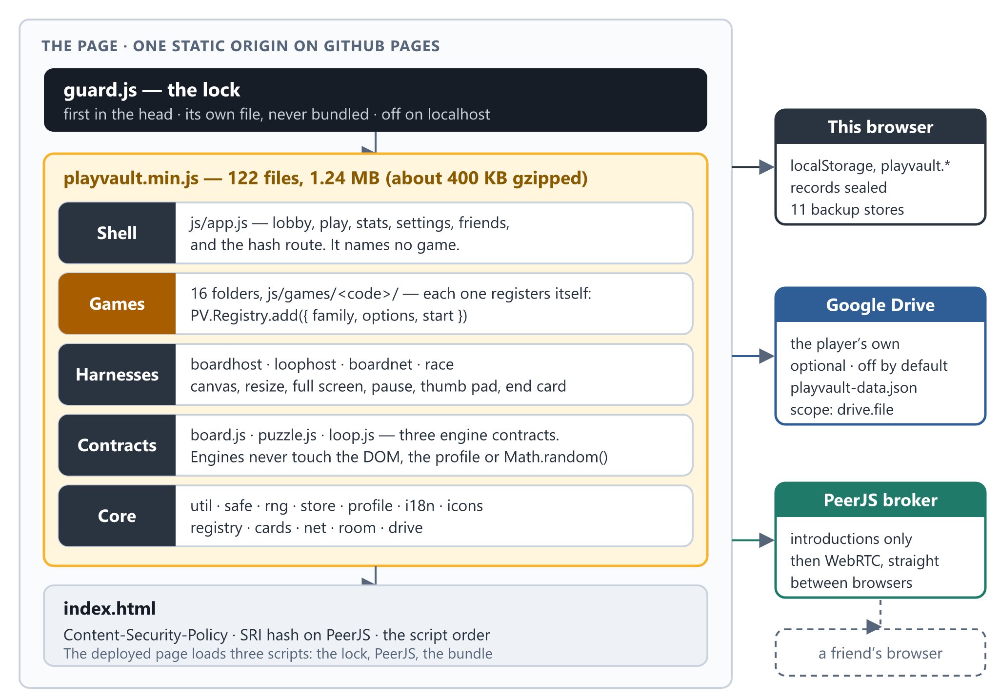 THE PAGE · ONE STATIC ORIGIN ON GITHUB PAGES
guard.js — the lock
first in the head · its own file, never bundled · off on localhost
playvault.min.js — 122 files, 1.24 MB (about 400 KB gzipped)
Shell
js/app.js — lobby, play, stats, settings, friends,
and the hash route. It names no game.
Games
16 folders, js/games/<code>/ — each one registers itself:
PV.Registry.add({ family, options, start })
Harnesses
boardhost · loophost · boardnet · race
canvas, resize, full screen, pause, thumb pad, end card
Contracts
board.js · puzzle.js · loop.js — three engine contracts.
Engines never touch the DOM, the profile or Math.random()
Core
util · safe · rng · store · profile · i18n · icons
registry · cards · net · room · drive
index.html
Content-Security-Policy · SRI hash on PeerJS · the script order
The deployed page loads three scripts: the lock, PeerJS, the bundle
This browser
localStorage, playvault.*
records sealed
11 backup stores
Google Drive
the player’s own
optional · off by default
playvault-data.json
scope: drive.file
PeerJS broker
introductions only
then WebRTC, straight
between browsers
a friend’s browser